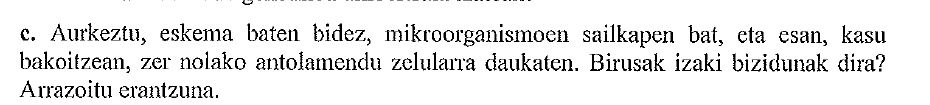 c. Aurkeztu, eskema baten bidez, mikroorganismoen sailkapen bat, eta esan, kasu
bakoitzean, zer nolako antolamendu zelularra daukaten. Birusak izaki bizidunak dira?
Arrazoitu erantzuna.